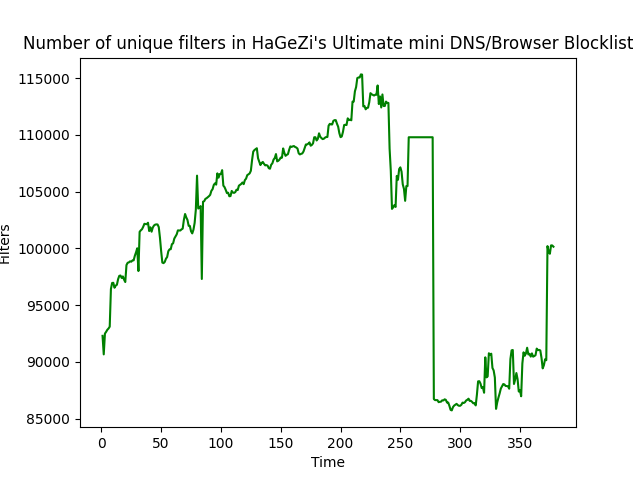 Number of unique filters in HaGeZi's Ultimate mini DNS/Browser Blocklist
115000
110000
105000
100000
95000
90000
85000
Filters
0 50 100 150 200 250 300 350
Time